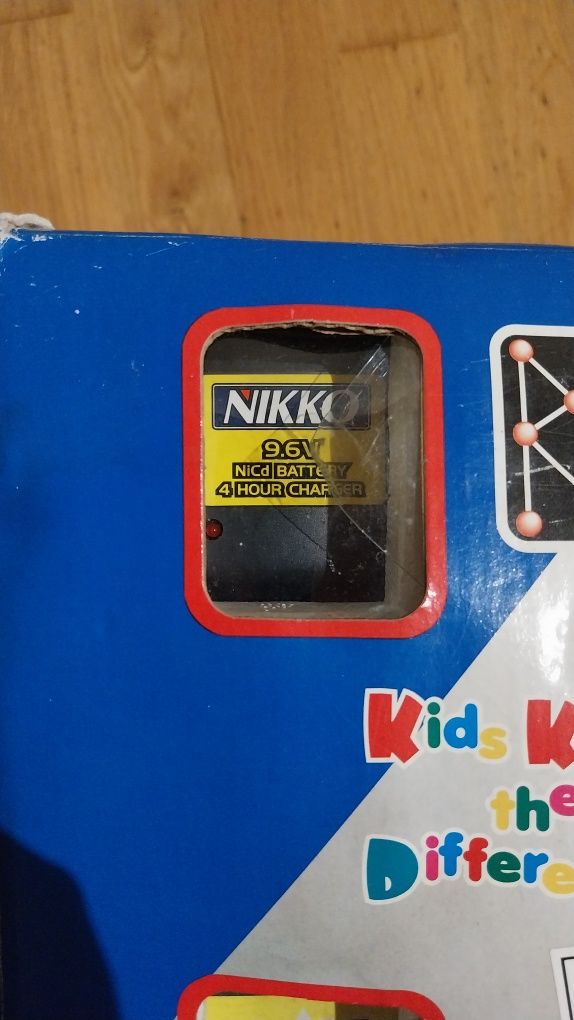 NIKKO
9.6V
NiCd BATTERY
4 HOUR CHARGER
Kids K
the
Differe